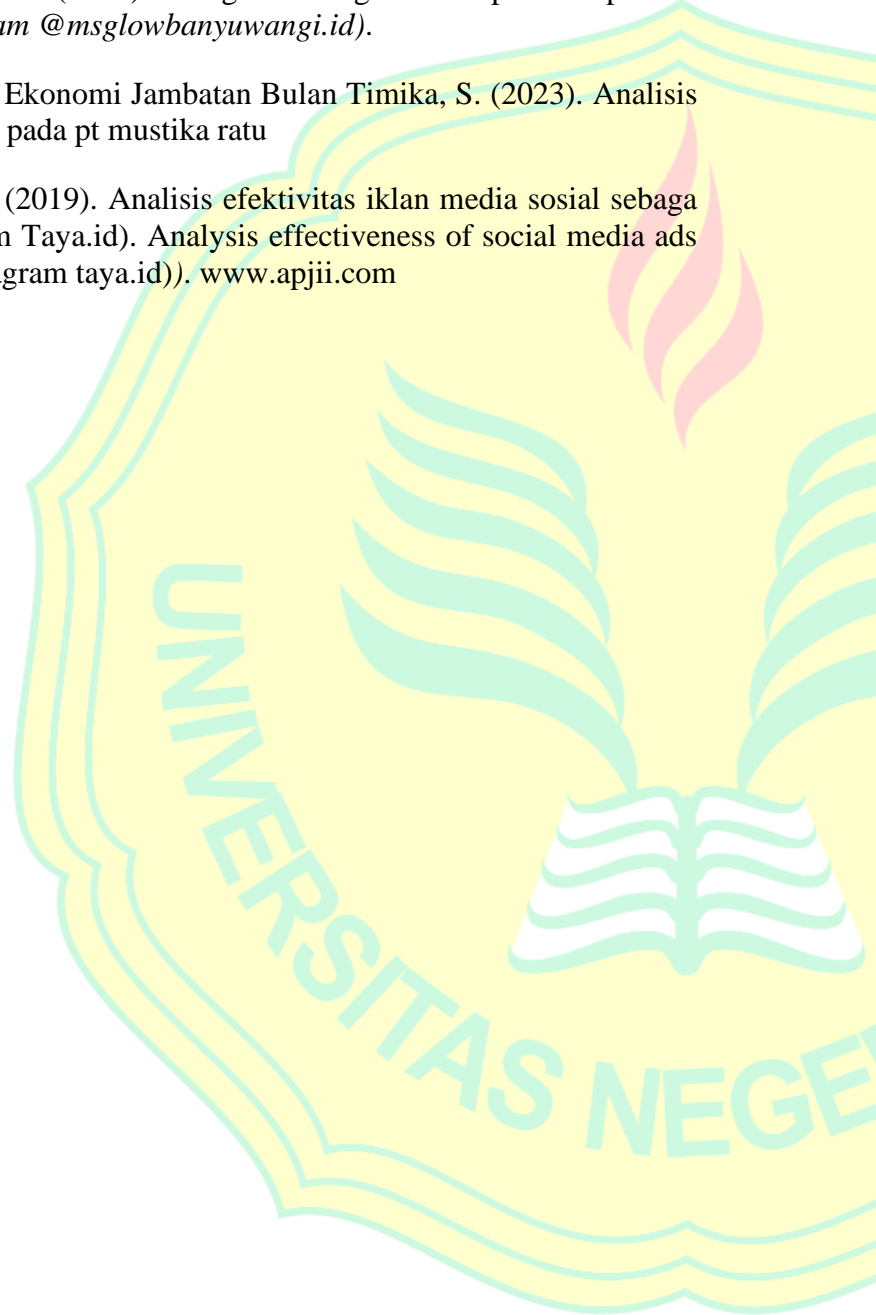 am @msglowbanyuwangi.id).
Ekonomi Jambatan Bulan Timika, S. (2023). Analisis
pada pt mustika ratu
(2019). Analisis efektivitas iklan media sosial sebaga
n Taya.id). Analysis effectiveness of social media ads
agram taya.id)). www.apjii.com
UNIVERSITAS NEGE